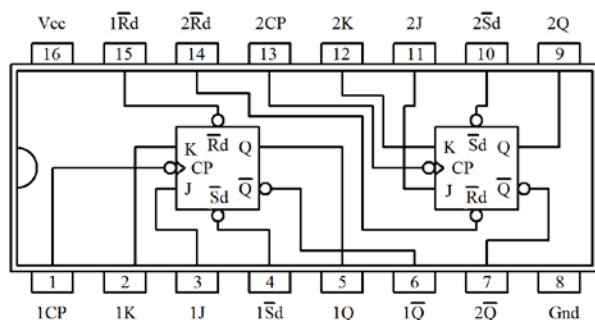 Vcc 1R̅d 2R̅d 2CP 2K 2J 2S̅d 2Q
16 15 14 13 12 11 10 9
R̅d S̅d
K Q K Q
CP CP
J Q̅ J Q̅
S̅d R̅d
1 2 3 4 5 6 7 8
1CP 1K 1J 1S̅d 1Q 1Q̅ 2Q̅ Gnd